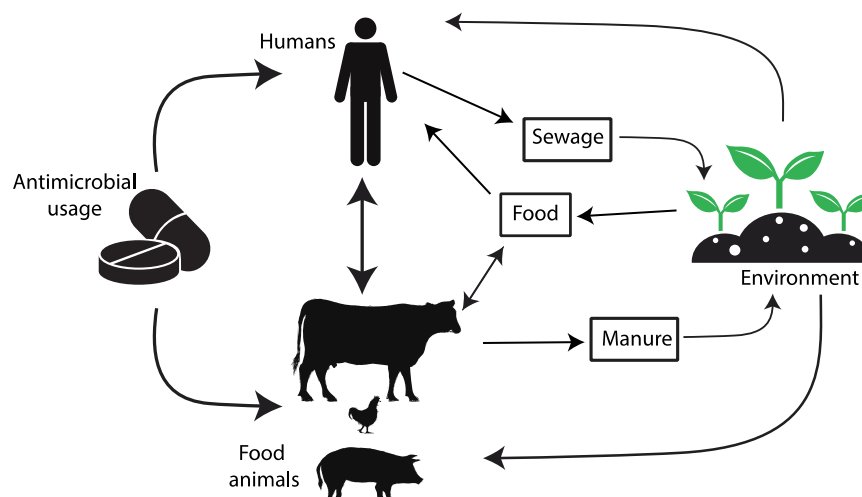 Humans
Sewage
Antimicrobial
usage
Food
Environment
Manure
Food
animals